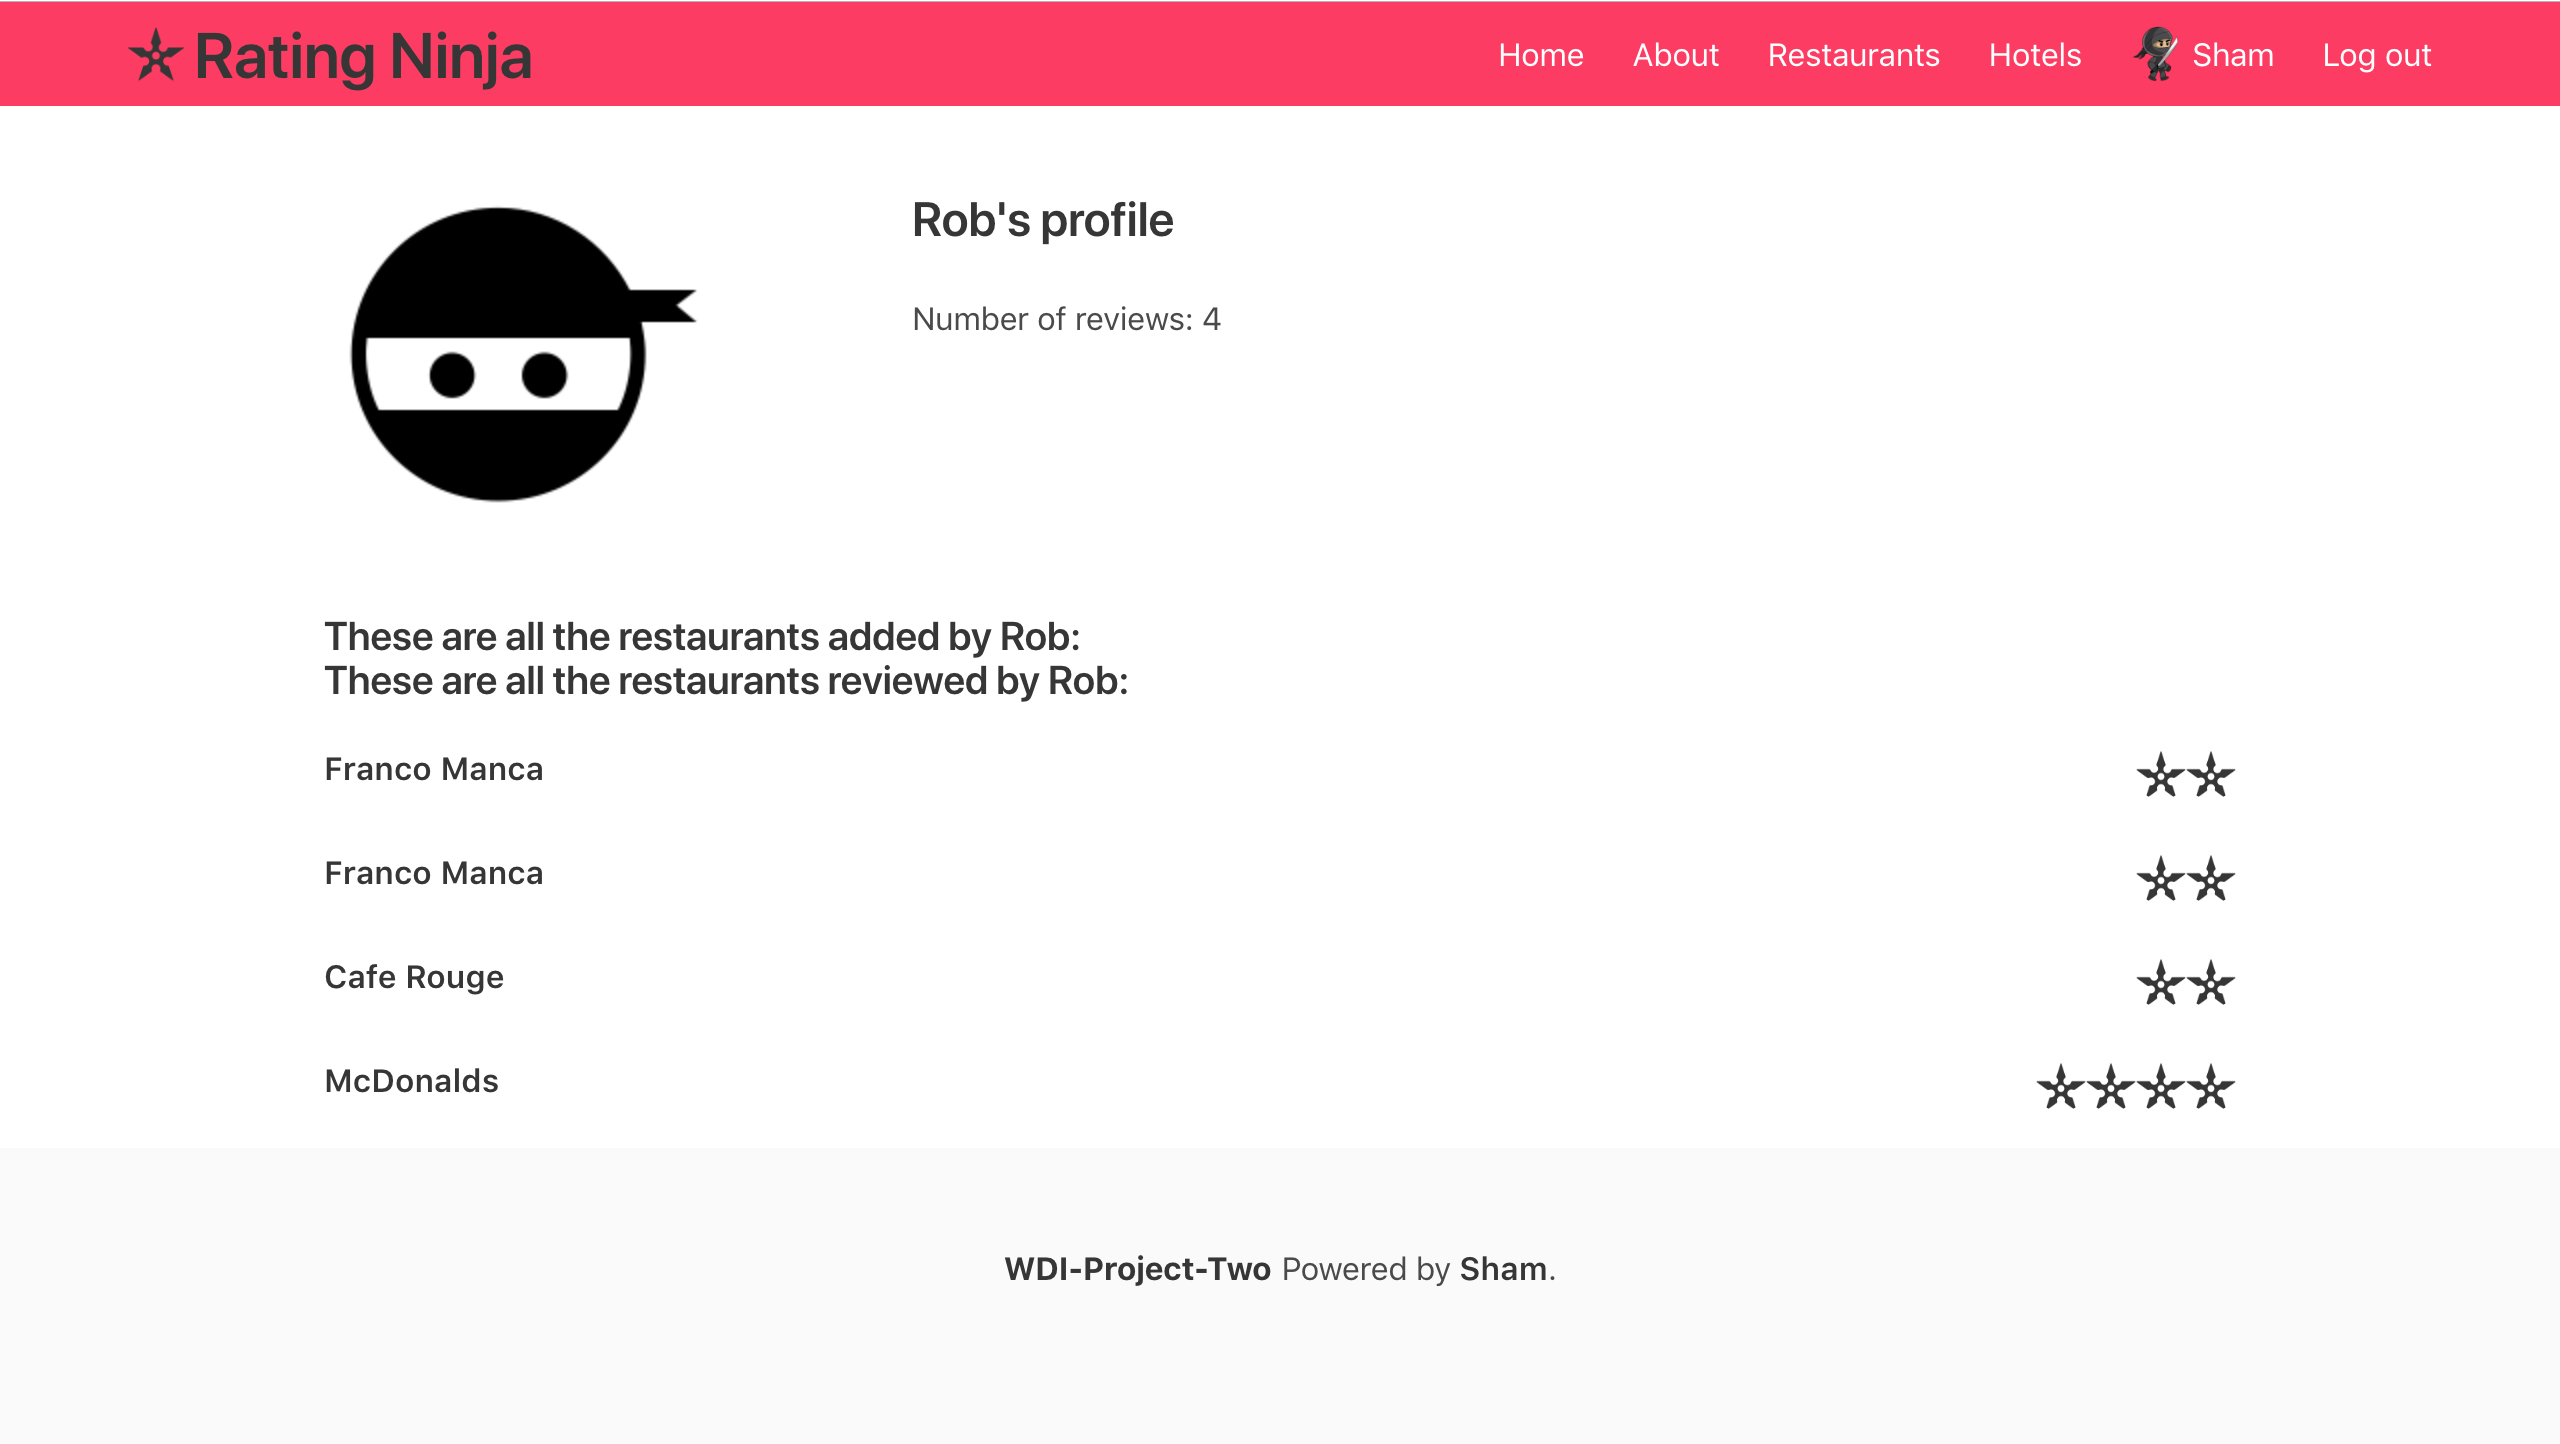 Rating Ninja
Home About Restaurants Hotels Sham Log out
Rob's profile
Number of reviews: 4
These are all the restaurants added by Rob:
These are all the restaurants reviewed by Rob:
Franco Manca
Franco Manca
Cafe Rouge
McDonalds
WDI-Project-Two Powered by Sham.